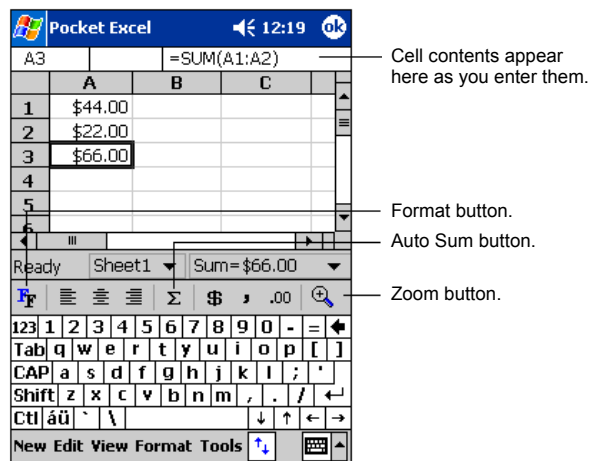 Pocket Excel 12:19 ok
A3 =SUM(A1:A2)
Cell contents appear
here as you enter them.
A B C
1 $44.00
2 $22.00
3 $66.00
4
5
6
Format button.
Auto Sum button.
Ready Sheet1 Sum=$66.00
Zoom button.
FF Σ $ , .00
123 1 2 3 4 5 6 7 8 9 0 - =
Tab q w e r t y u i o p [ ]
CAP a s d f g h j k l ; '
Shift z x c v b n m , . /
Ctl áü ` \ ↓ ↑ ← →
New Edit View Format Tools